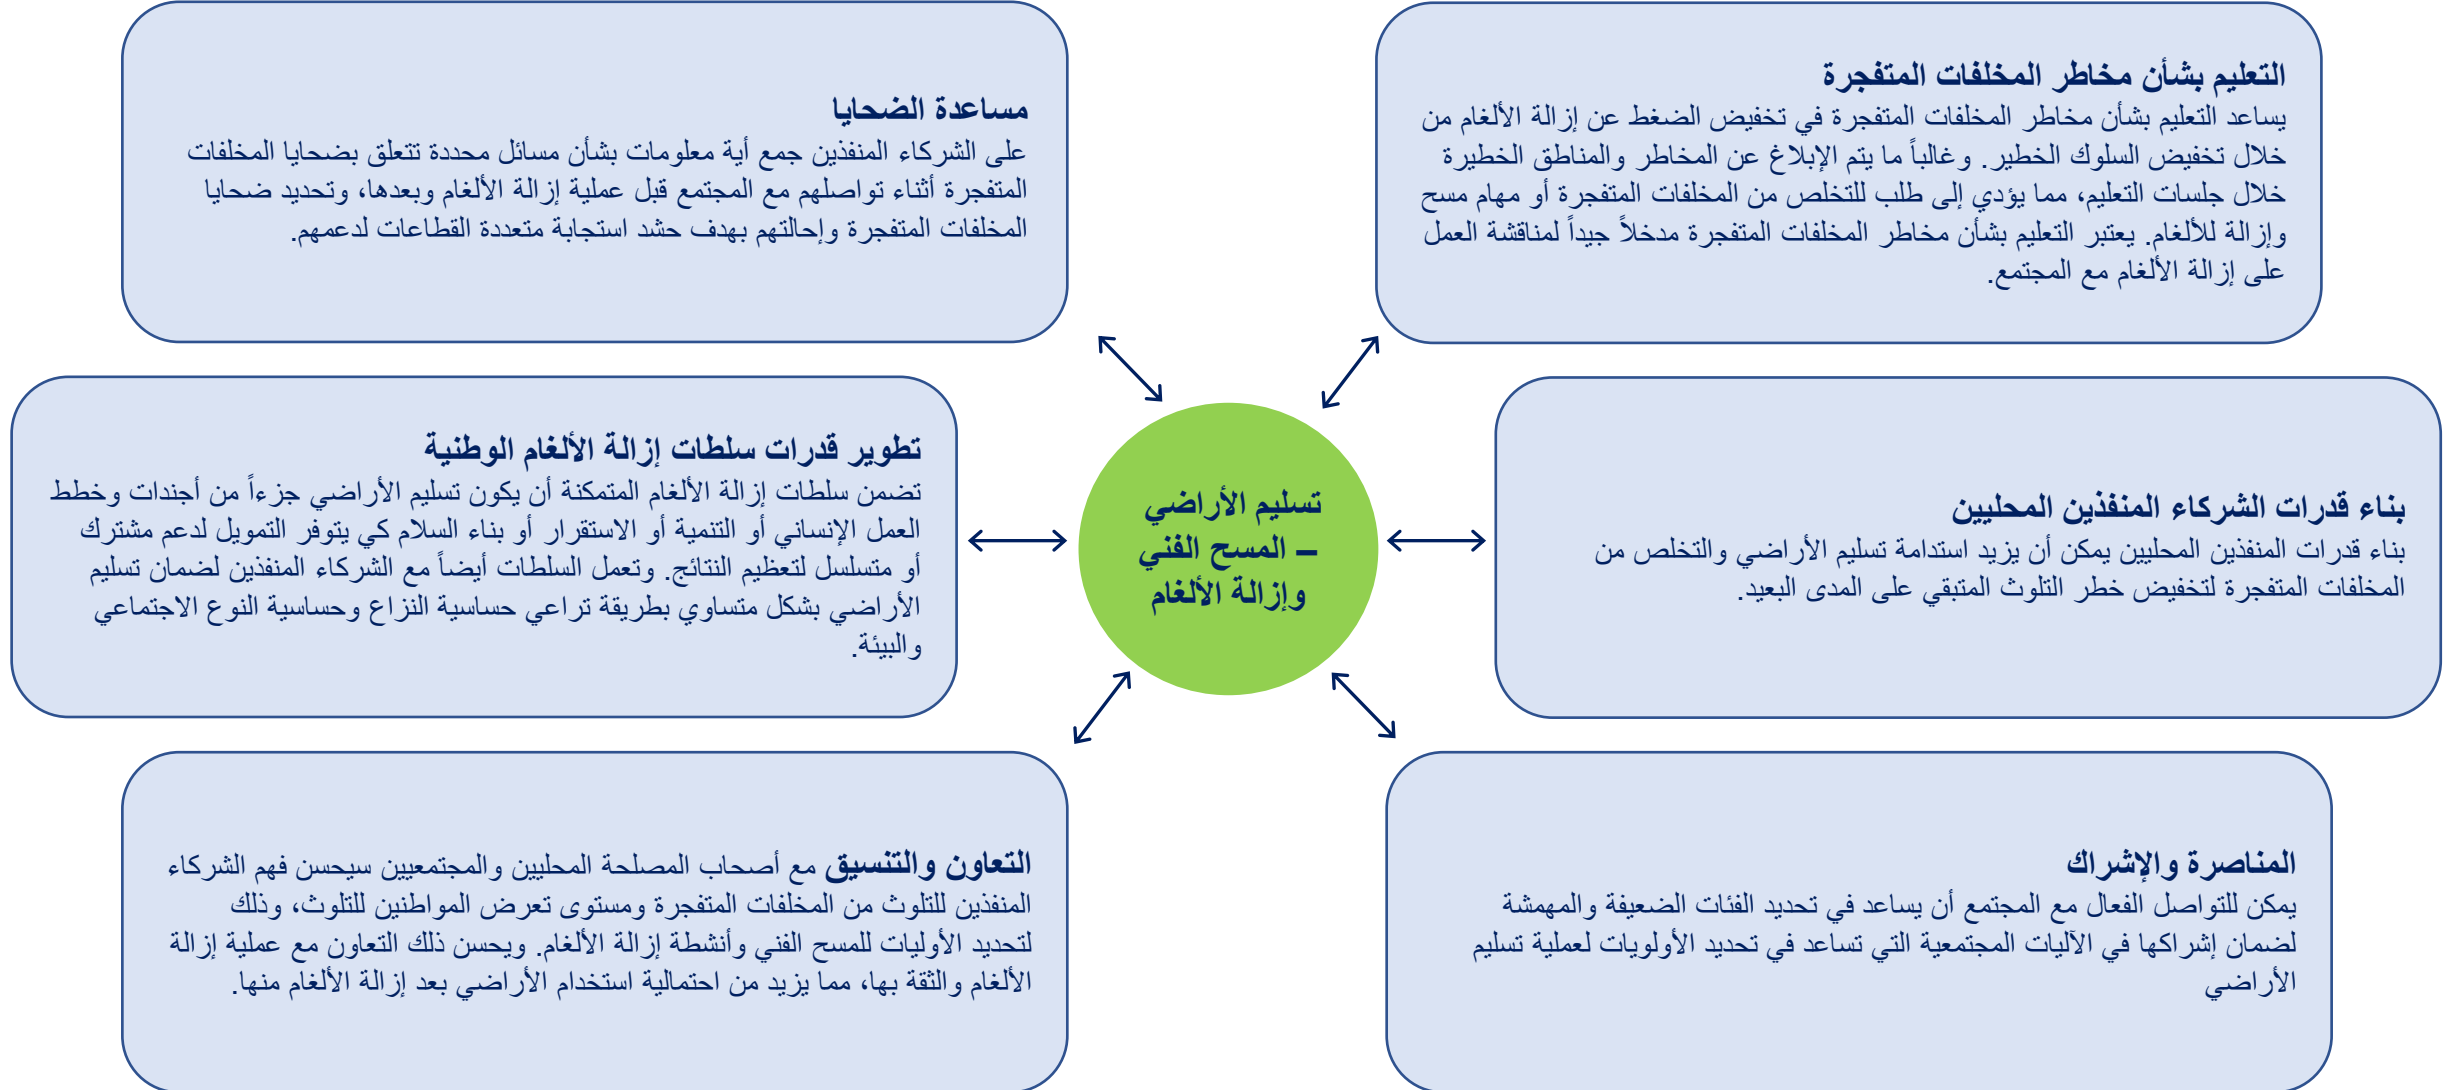 التعليم بشأن مخاطر المخلفات المتفجرة
يساعد التعليم بشأن مخاطر المخلفات المتفجرة في تخفيض الضغط عن إزالة الألغام من
خلال تخفيض السلوك الخطير. وغالباً ما يتم الإبلاغ عن المخاطر والمناطق الخطيرة
خلال جلسات التعليم، مما يؤدي إلى طلب للتخلص من المخلفات المتفجرة أو مهام مسح
وإزالة للألغام. يعتبر التعليم بشأن مخاطر المخلفات المتفجرة مدخلاً جيداً لمناقشة العمل
على إزالة الألغام مع المجتمع.
مساعدة الضحايا
على الشركاء المنفذين جمع أية معلومات بشأن مسائل محددة تتعلق بضحايا المخلفات
المتفجرة أثناء تواصلهم مع المجتمع قبل عملية إزالة الألغام وبعدها، وتحديد ضحايا
المخلفات المتفجرة وإحالتهم بهدف حشد استجابة متعددة القطاعات لدعمهم.
بناء قدرات الشركاء المنفذين المحليين
بناء قدرات المنفذين المحليين يمكن أن يزيد استدامة تسليم الأراضي والتخلص من
المخلفات المتفجرة لتخفيض خطر التلوث المتبقي على المدى البعيد.
تسليم الأراضي
– المسح الفني
وإزالة الألغام
تطوير قدرات سلطات إزالة الألغام الوطنية
تضمن سلطات إزالة الألغام المتمكنة أن يكون تسليم الأراضي جزءاً من أجندات وخطط
العمل الإنساني أو التنمية أو الاستقرار أو بناء السلام كي يتوفر التمويل لدعم مشترك
أو متسلسل لتعظيم النتائج. وتعمل السلطات أيضاً مع الشركاء المنفذين لضمان تسليم
الأراضي بشكل متساوي بطريقة تراعي حساسية النزاع وحساسية النوع الاجتماعي
والبيئة.
المناصرة والإشراك
يمكن للتواصل الفعال مع المجتمع أن يساعد في تحديد الفئات الضعيفة والمهمشة
لضمان إشراكها في الآليات المجتمعية التي تساعد في تحديد الأولويات لعملية تسليم
الأراضي
التعاون والتنسيق مع أصحاب المصلحة المحليين والمجتمعيين سيحسن فهم الشركاء
المنفذين للتلوث من المخلفات المتفجرة ومستوى تعرض المواطنين للتلوث، وذلك
لتحديد الأوليات للمسح الفني وأنشطة إزالة الألغام. ويحسن ذلك التعاون مع عملية إزالة
الألغام والثقة بها، مما يزيد من احتمالية استخدام الأراضي بعد إزالة الألغام منها.